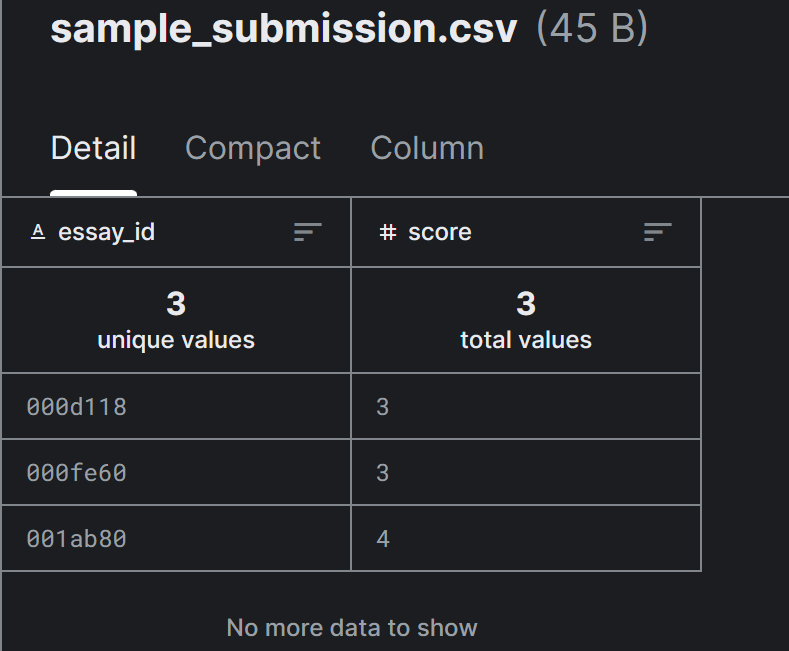 sample_submission.csv (45 B)
Detail Compact Column
A essay_id # score
3 3
unique values total values
000d118 3
000fe60 3
001ab80 4
No more data to show